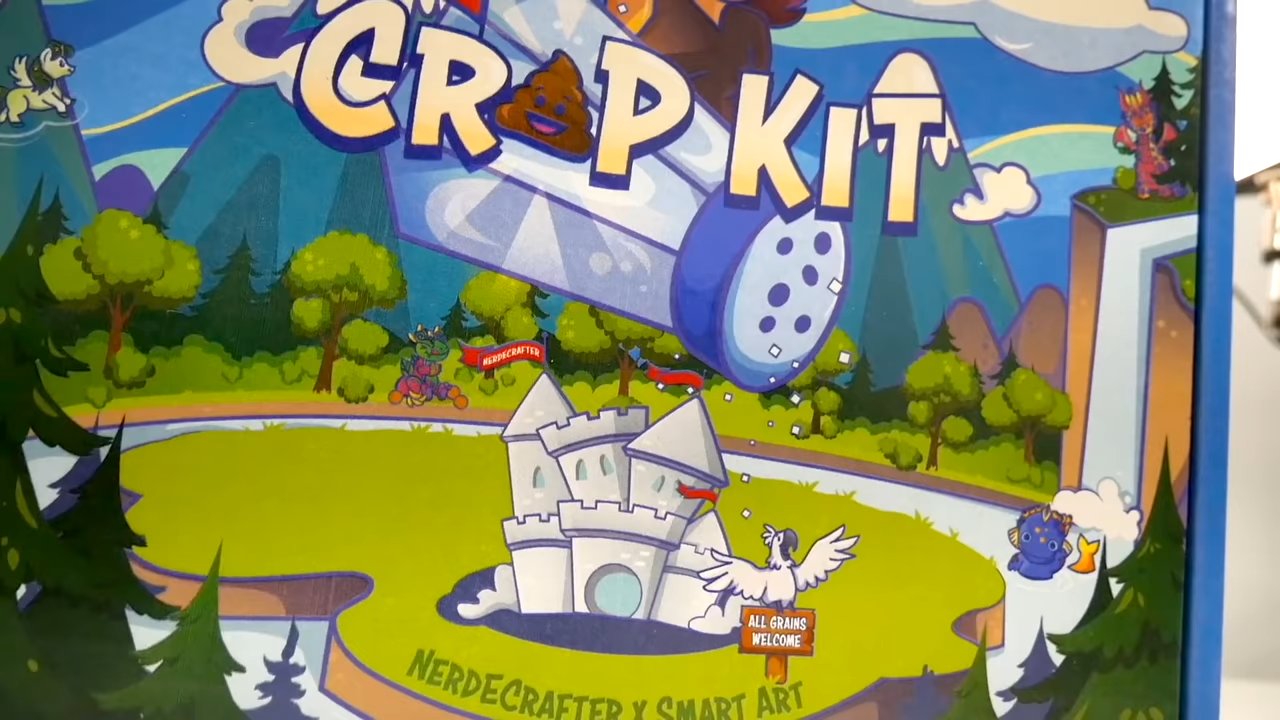 CR💩P KIT
NERDECRAFTER
ALL GRAINS
WELCOME
NERDECRAFTER X SMART ART